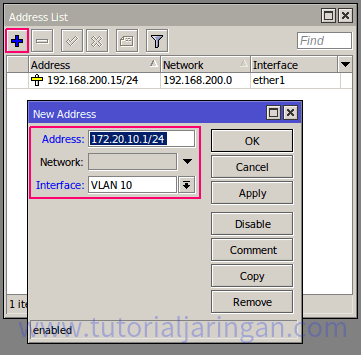 Address List
Find
Address Network Interface
192.168.200.15/24 192.168.200.0 ether1
New Address
Address: 172.20.10.1/24
Network:
Interface: VLAN 10
OK
Cancel
Apply
Disable
Comment
Copy
Remove
enabled
1 ite
www.tutorialjaringan.com